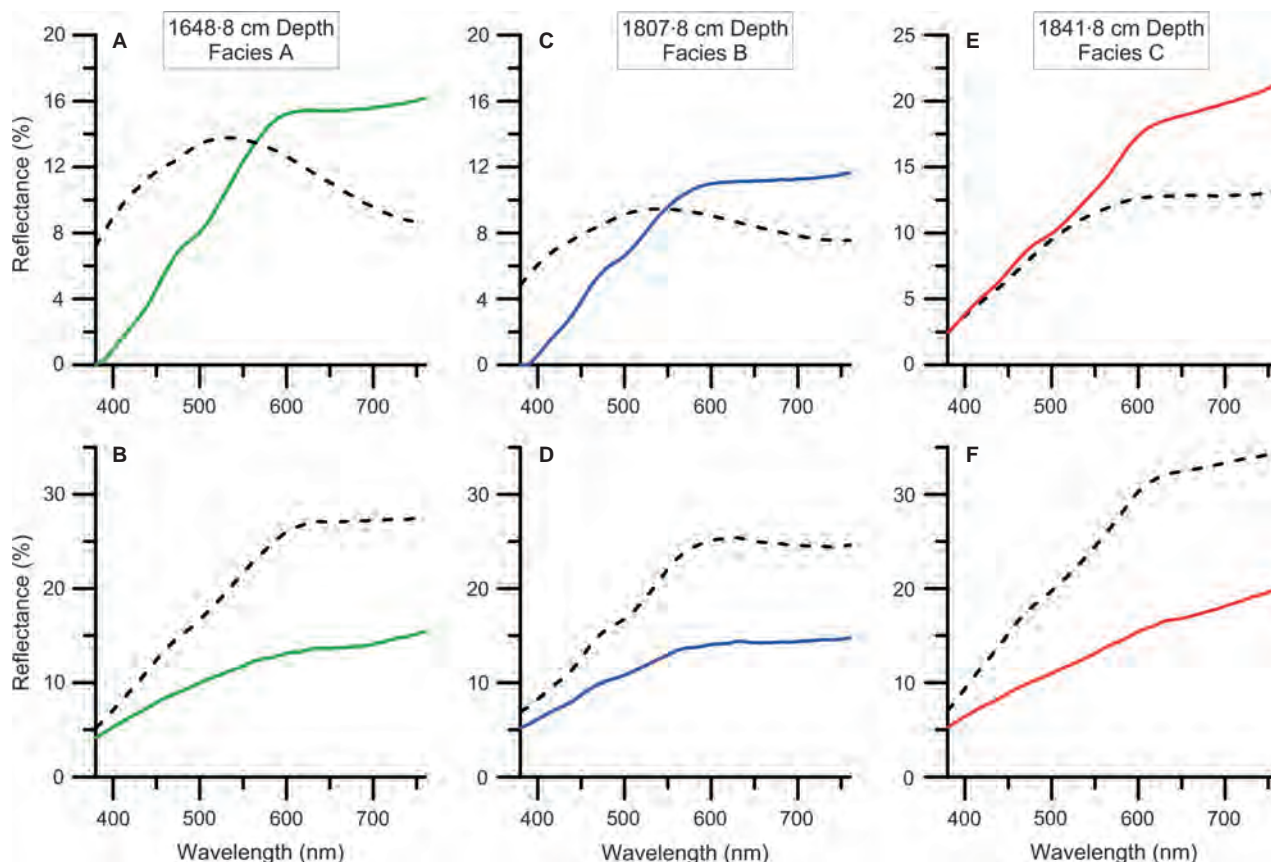 A
1648·8 cm Depth
Facies A
C
1807·8 cm Depth
Facies B
E
1841·8 cm Depth
Facies C
Reflectance (%)
20
16
12
8
4
0
400 500 600 700
20
16
12
8
4
0
400 500 600 700
25
20
15
10
5
0
400 500 600 700
B
D
F
Reflectance (%)
30
20
10
0
400 500 600 700
Wavelength (nm)
30
20
10
0
400 500 600 700
Wavelength (nm)
30
20
10
0
400 500 600 700
Wavelength (nm)